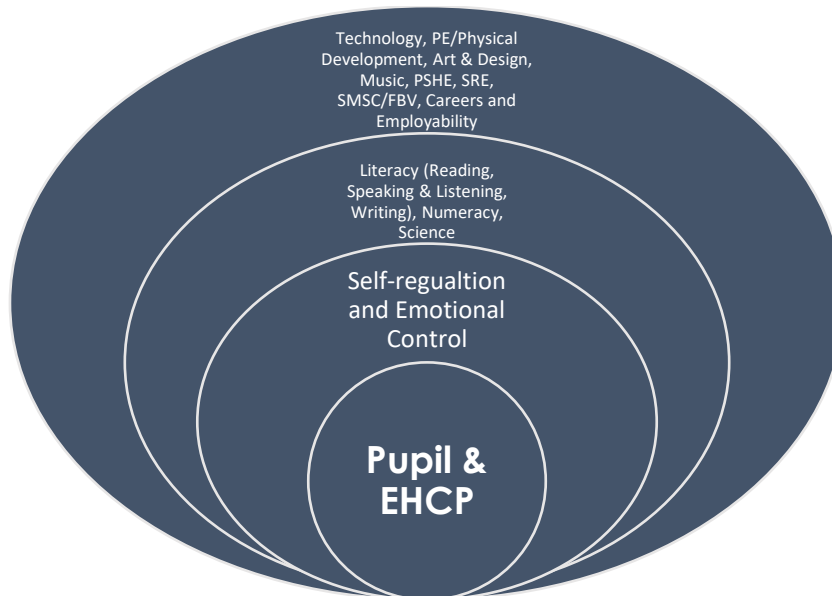 Technology, PE/Physical
Development, Art & Design,
Music, PSHE, SRE,
SMSC/FBV, Careers and
Employability
Literacy (Reading,
Speaking & Listening,
Writing), Numeracy,
Science
Self-regualtion
and Emotional
Control
Pupil &
EHCP